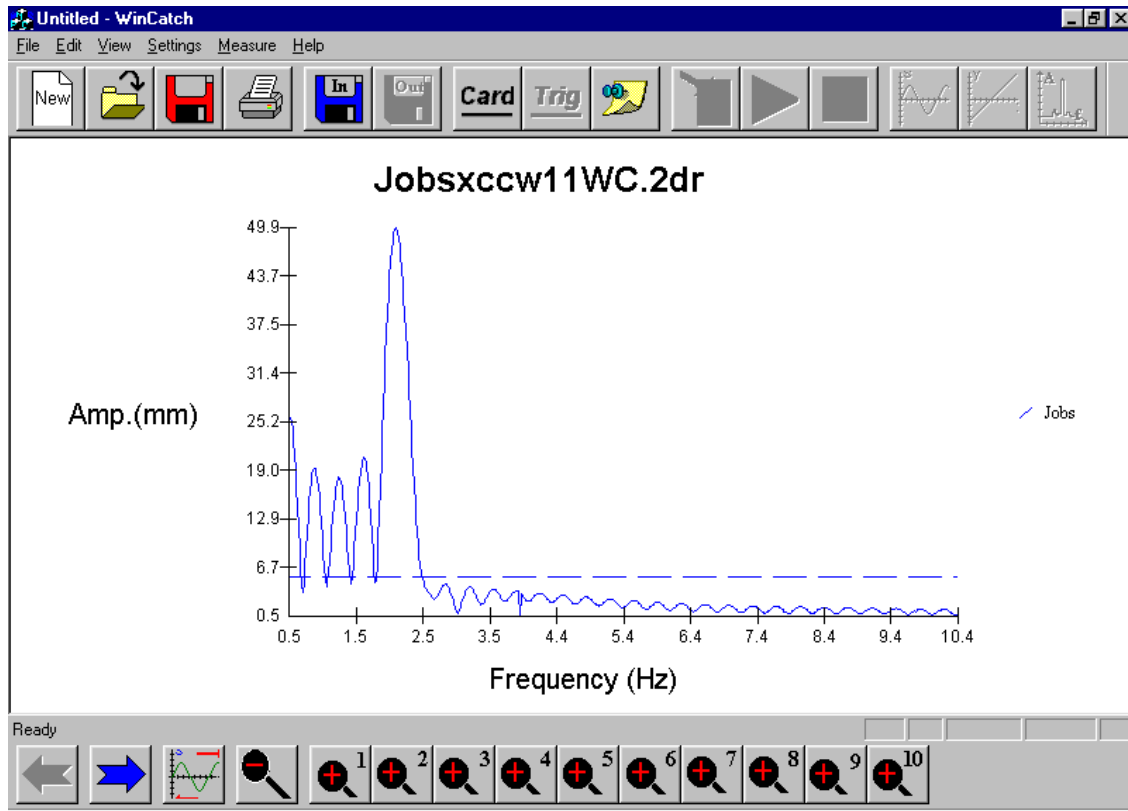 Untitled - WinCatch
File Edit View Settings Measure Help
New In Out Card Trig S V A f
Jobsxccw11WC.2dr
49.9
43.7
37.5
31.4
Amp.(mm)
25.2
Jobs
19.0
12.9
6.7
0.5
0.5 1.5 2.5 3.5 4.4 5.4 6.4 7.4 8.4 9.4 10.4
Frequency (Hz)
Ready
S 1 2 3 4 5 6 7 8 9 10